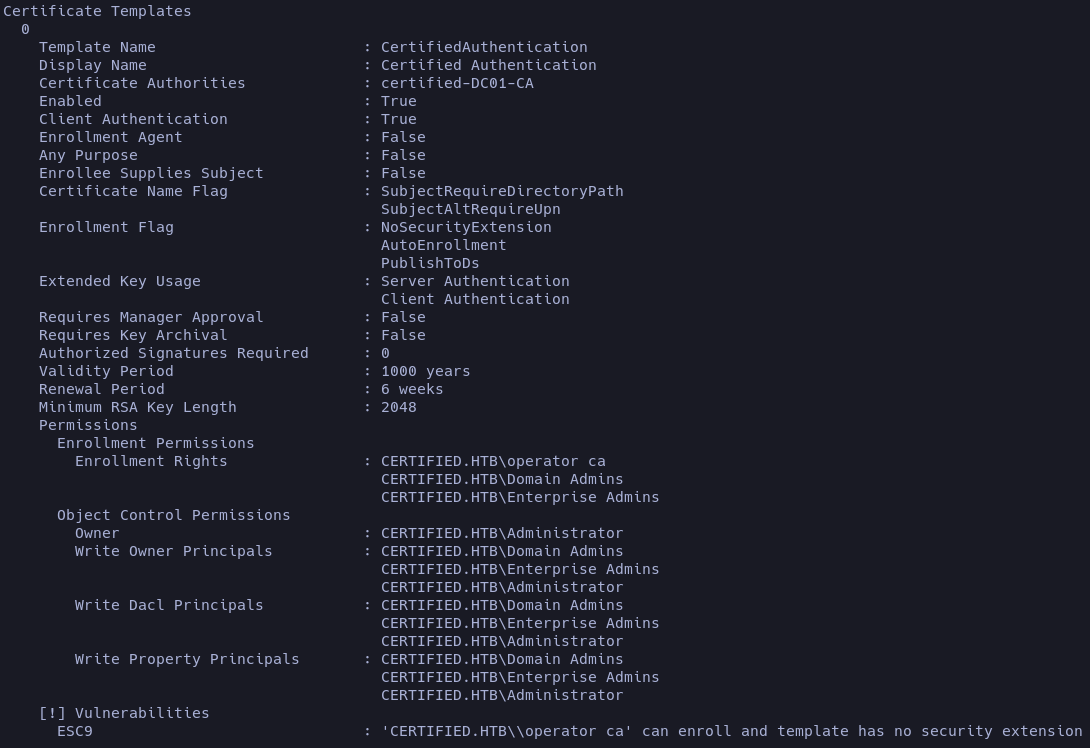 Certificate Templates
0
Template Name : CertifiedAuthentication
Display Name : Certified Authentication
Certificate Authorities : certified-DC01-CA
Enabled : True
Client Authentication : True
Enrollment Agent : False
Any Purpose : False
Enrollee Supplies Subject : False
Certificate Name Flag : SubjectRequireDirectoryPath
SubjectAltRequireUpn
Enrollment Flag : NoSecurityExtension
AutoEnrollment
PublishToDs
Extended Key Usage : Server Authentication
Client Authentication
Requires Manager Approval : False
Requires Key Archival : False
Authorized Signatures Required : 0
Validity Period : 1000 years
Renewal Period : 6 weeks
Minimum RSA Key Length : 2048
Permissions
Enrollment Permissions
Enrollment Rights : CERTIFIED.HTB\operator ca
CERTIFIED.HTB\Domain Admins
CERTIFIED.HTB\Enterprise Admins
Object Control Permissions
Owner : CERTIFIED.HTB\Administrator
Write Owner Principals : CERTIFIED.HTB\Domain Admins
CERTIFIED.HTB\Enterprise Admins
CERTIFIED.HTB\Administrator
Write Dacl Principals : CERTIFIED.HTB\Domain Admins
CERTIFIED.HTB\Enterprise Admins
CERTIFIED.HTB\Administrator
Write Property Principals : CERTIFIED.HTB\Domain Admins
CERTIFIED.HTB\Enterprise Admins
CERTIFIED.HTB\Administrator
[!] Vulnerabilities
ESC9 : 'CERTIFIED.HTB\\operator ca' can enroll and template has no security extension